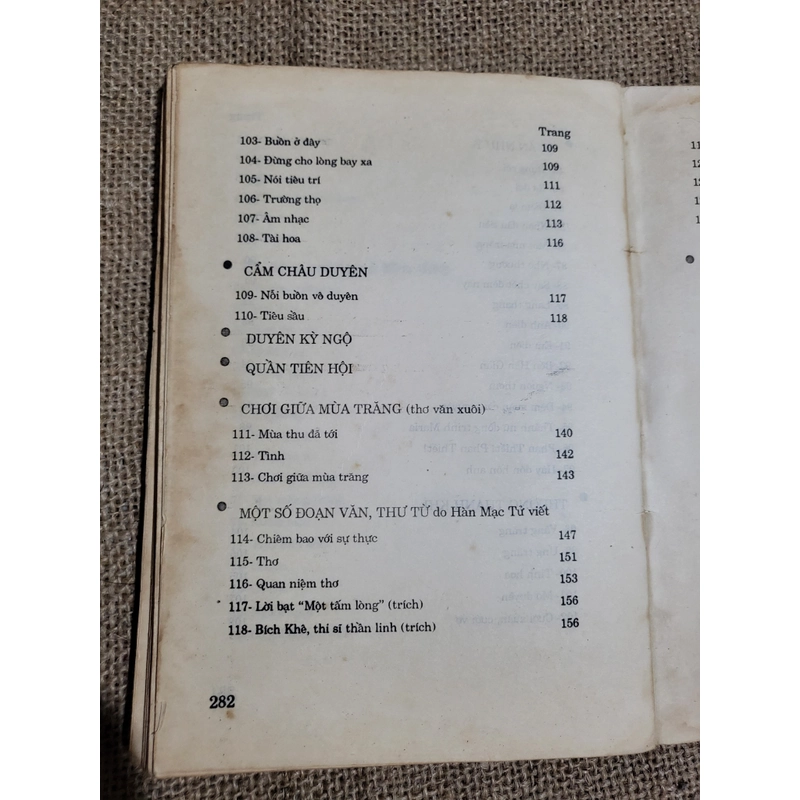 Trang
103- Buồn ở đây 109
104- Đừng cho lòng bay xa 109
105- Nói tiêu trí 111
106- Trường thọ 112
107- Âm nhạc 113
108- Tài hoa 116
• CẨM CHÂU DUYÊN
109- Nỗi buồn vô duyên 117
110- Tiêu sầu 118
• DUYÊN KỲ NGỘ
• QUẦN TIÊN HỘI
• CHƠI GIỮA MÙA TRĂNG (thơ văn xuôi)
111- Mùa thu đã tới 140
112- Tình 142
113- Chơi giữa mùa trăng 143
• MỘT SỐ ĐOẠN VĂN, THƯ TỪ do Hàn Mạc Tử viết
114- Chiêm bao với sự thực 147
115- Thơ 151
116- Quan niệm thơ 153
117- Lời bạt "Một tấm lòng" (trích) 156
118- Bích Khê, thi sĩ thần linh (trích) 156
282